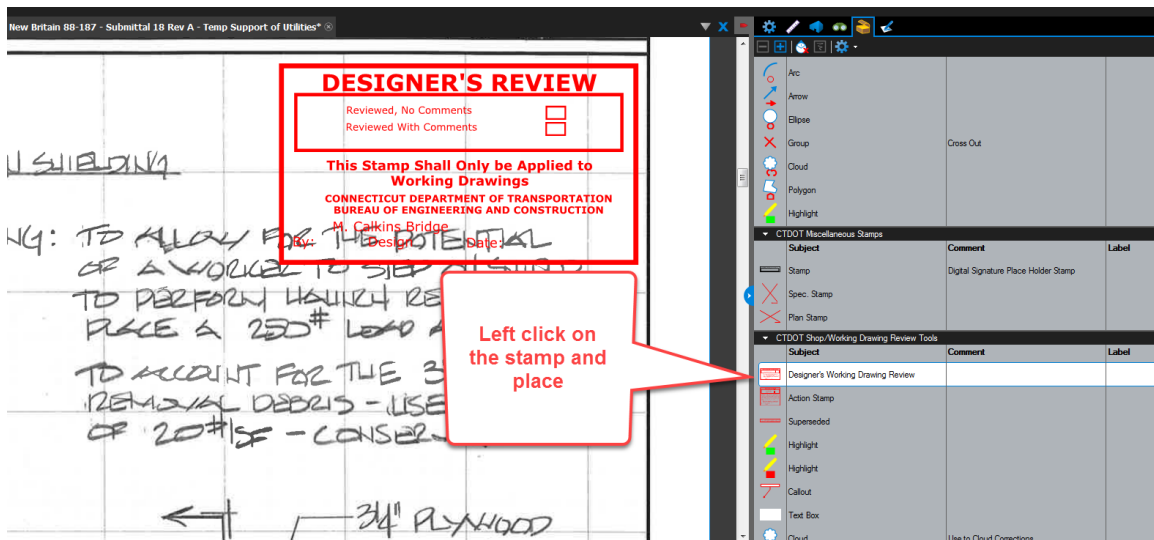 New Britain 88-187 - Submittal 18 Rev A - Temp Support of Utilities*
DESIGNER'S REVIEW
Reviewed, No Comments
Reviewed With Comments
This Stamp Shall Only be Applied to
Working Drawings
CONNECTICUT DEPARTMENT OF TRANSPORTATION
BUREAU OF ENGINEERING AND CONSTRUCTION
M. Calkins Bridge
By: Design Date:
SHIELDING
TO ALLOW FOR THE POTENTIAL
OF A WORKER TO STEP
TO PERFORM HAUNCH RE
PLACE A 250# LOAD
TO ACCOUNT FOR THE 3
REMOVAL DEBRIS - USE
OF 20#/SF - CONSER
3/4" PLYWOOD
Left click on
the stamp and
place
Arc
Arrow
Ellipse
Group Cross Out
Cloud
Polygon
Highlight
CTDOT Miscellaneous Stamps
Subject Comment Label
Stamp Digital Signature Place Holder Stamp
Spec. Stamp
Plan Stamp
CTDOT Shop/Working Drawing Review Tools
Subject Comment Label
Designer's Working Drawing Review
Action Stamp
Superseded
Highlight
Highlight
Callout
Text Box
Cloud Use to Cloud Corrections